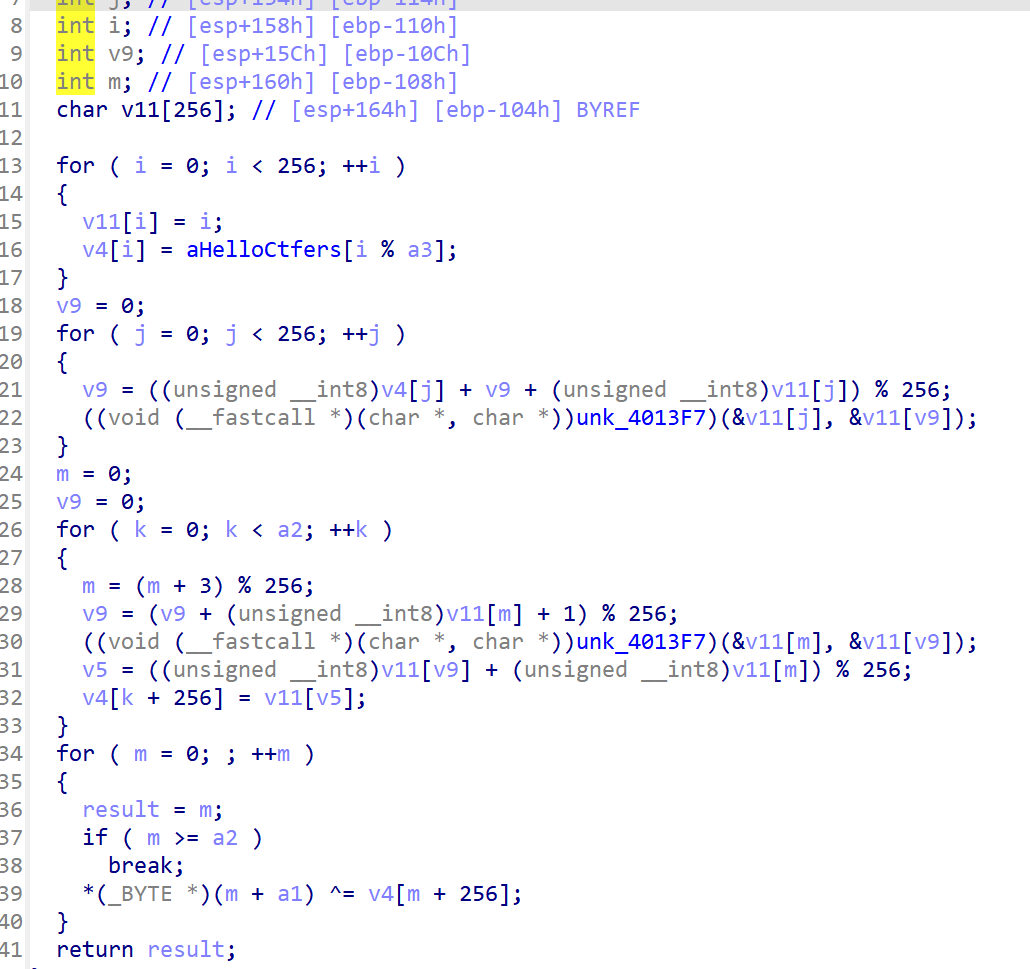 7 int j; // [esp+154h] [ebp-114h]
8 int i; // [esp+158h] [ebp-110h]
9 int v9; // [esp+15Ch] [ebp-10Ch]
10 int m; // [esp+160h] [ebp-108h]
11 char v11[256]; // [esp+164h] [ebp-104h] BYREF
12
13 for ( i = 0; i < 256; ++i )
14 {
15 v11[i] = i;
16 v4[i] = aHelloCtfers[i % a3];
17 }
18 v9 = 0;
19 for ( j = 0; j < 256; ++j )
20 {
21 v9 = ((unsigned __int8)v4[j] + v9 + (unsigned __int8)v11[j]) % 256;
22 ((void (__fastcall *)(char *, char *))unk_4013F7)(&v11[j], &v11[v9]);
23 }
24 m = 0;
25 v9 = 0;
26 for ( k = 0; k < a2; ++k )
27 {
28 m = (m + 3) % 256;
29 v9 = (v9 + (unsigned __int8)v11[m] + 1) % 256;
30 ((void (__fastcall *)(char *, char *))unk_4013F7)(&v11[m], &v11[v9]);
31 v5 = ((unsigned __int8)v11[v9] + (unsigned __int8)v11[m]) % 256;
32 v4[k + 256] = v11[v5];
33 }
34 for ( m = 0; ; ++m )
35 {
36 result = m;
37 if ( m >= a2 )
38 break;
39 *(_BYTE *)(m + a1) ^= v4[m + 256];
40 }
41 return result;